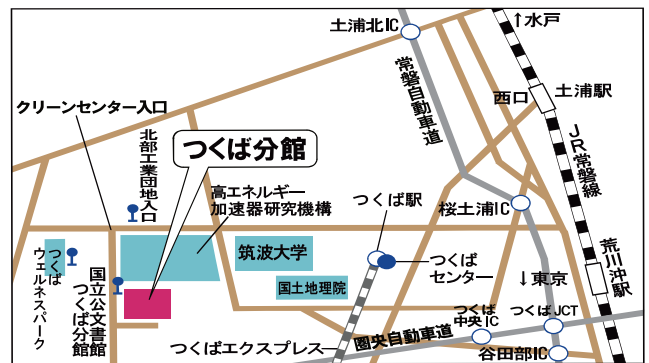 土浦北IC
↑水戸
常磐自動車道
西口
土浦駅
クリーンセンター入口
北部工業団地入口
つくば分館
JR常磐線
高エネルギー
加速器研究機構
つくば駅
桜土浦IC
つくば
ウェルネスパーク
国立公文書館
つくば分館
筑波大学
国土地理院
つくば
センター
↓東京
荒川沖駅
つくば
中央IC
つくばJCT
つくばエクスプレス
圏央自動車道
谷田部IC